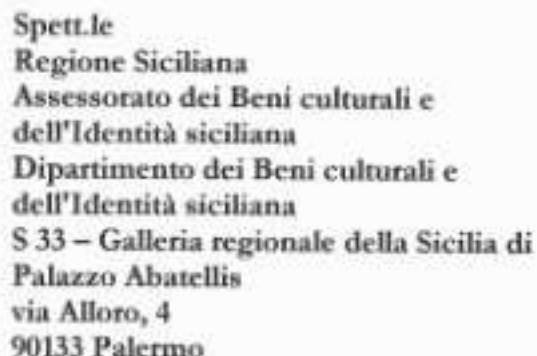 Spett.le
Regione Siciliana
Assessorato dei Beni culturali e
dell'Identità siciliana
Dipartimento dei Beni culturali e
dell'Identità siciliana
S 33 – Galleria regionale della Sicilia di
Palazzo Abatellis
via Alloro, 4
90133 Palermo